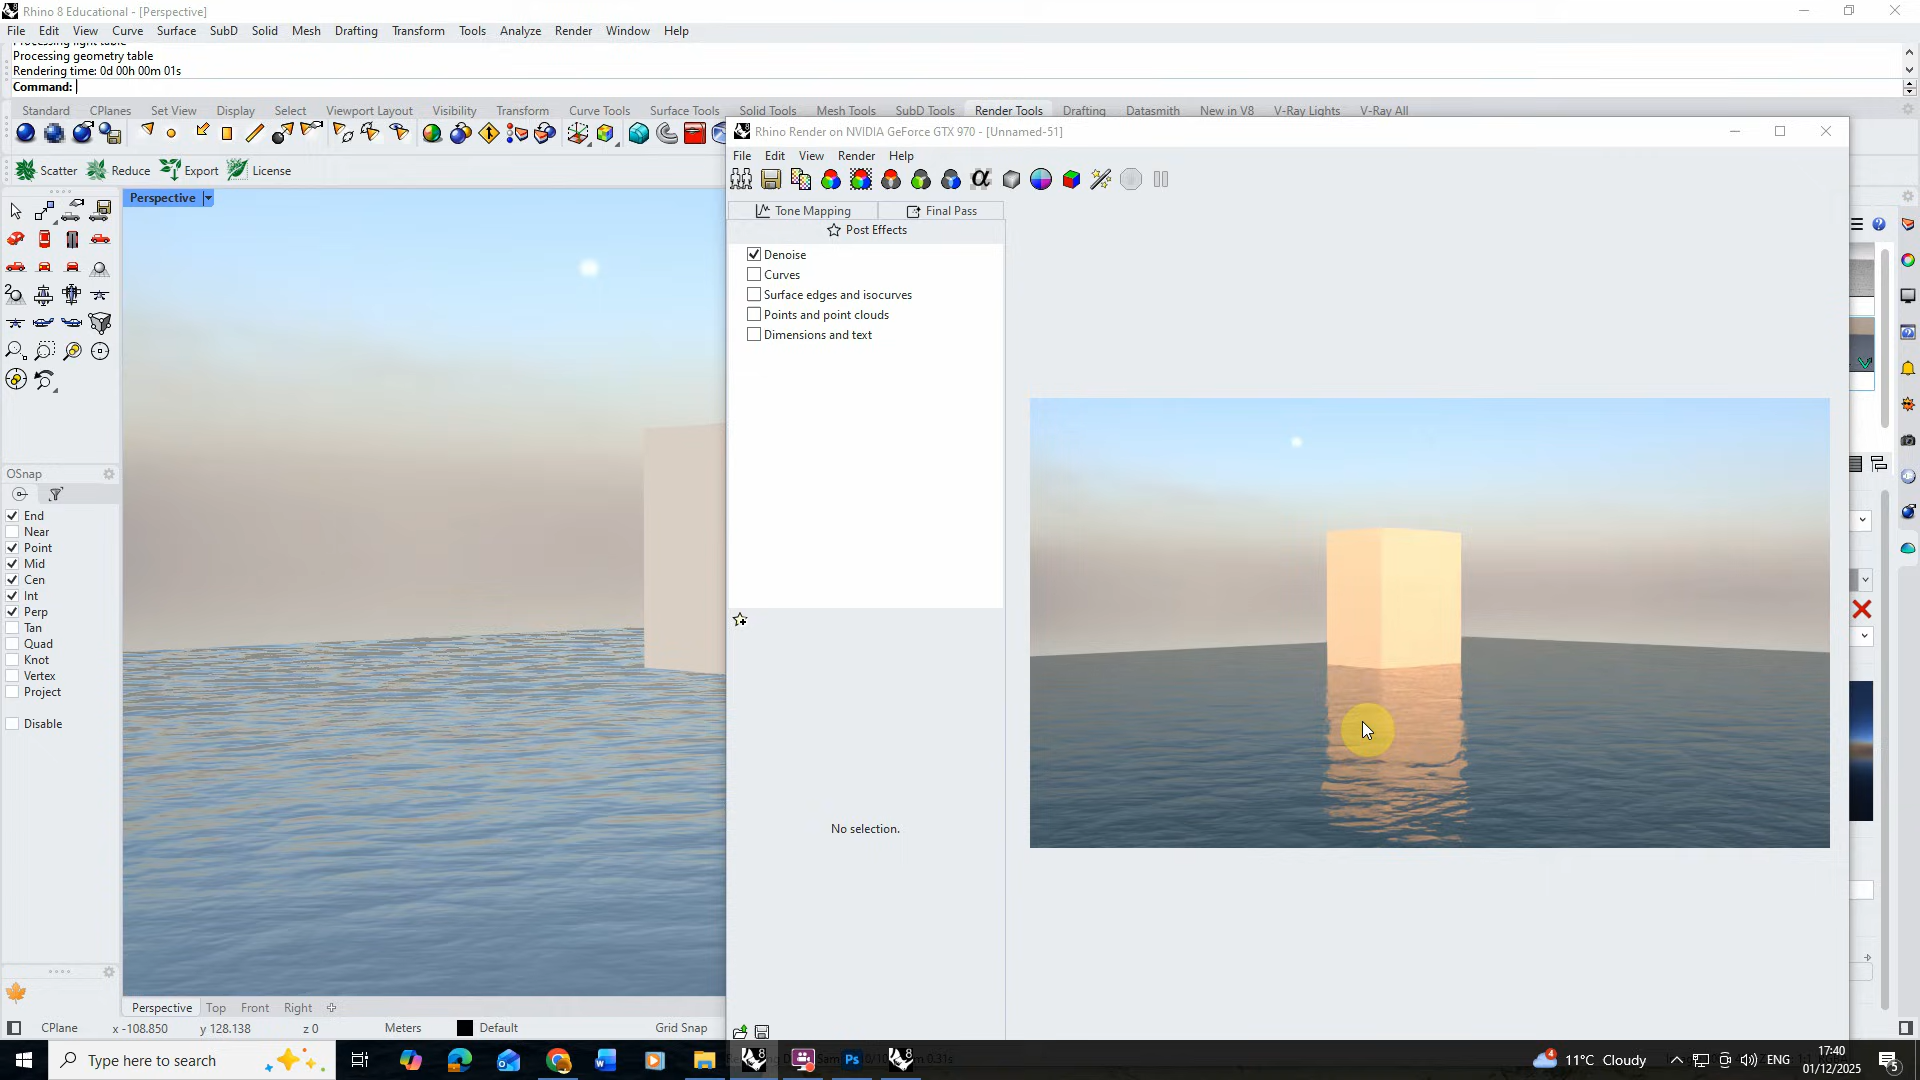 Rhino 8 Educational - [Perspective]
File Edit View Curve Surface SubD Solid Mesh Drafting Transform Tools Analyze Render Window Help
Processing light table
Processing geometry table
Rendering time: 0d 00h 00m 01s
Command:
Standard CPlanes Set View Display Select Viewport Layout Visibility Transform Curve Tools Surface Tools Solid Tools Mesh Tools SubD Tools Render Tools Drafting Datasmith New in V8 V-Ray Lights V-Ray All
Scatter Reduce Export License
Perspective
Rhino Render on NVIDIA GeForce GTX 970 - [Unnamed-51]
File Edit View Render Help
Tone Mapping Final Pass
Post Effects
Denoise
Curves
Surface edges and isocurves
Points and point clouds
Dimensions and text
No selection.
OSnap
End
Near
Point
Mid
Cen
Int
Perp
Tan
Quad
Knot
Vertex
Project
Disable
Perspective Top Front Right
CPlane x -108.850 y 128.138 z 0 Meters Default Grid Snap
Type here to search
11°C Cloudy
ENG
17:40
01/12/2025